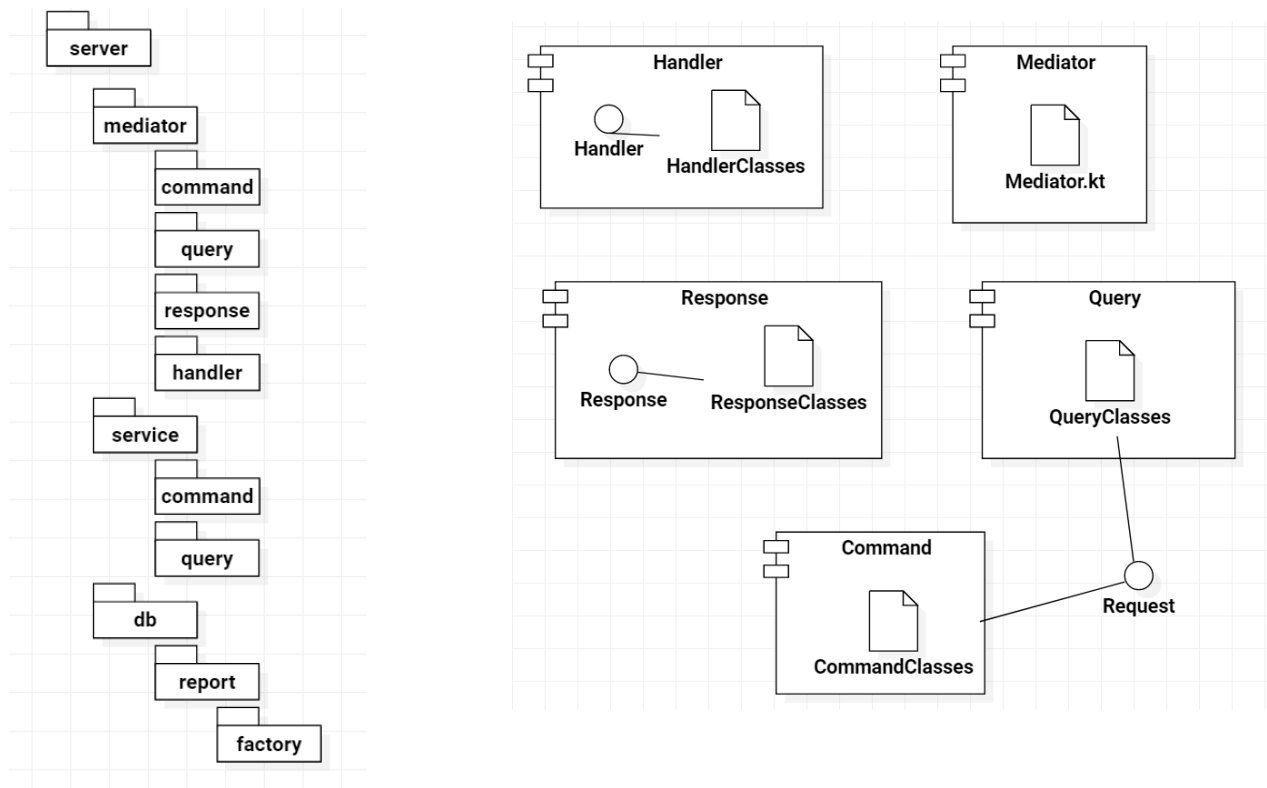 server
mediator
command
query
response
handler
service
command
query
db
report
factory
Handler
Handler
HandlerClasses
Mediator
Mediator.kt
Response
Response
ResponseClasses
Query
QueryClasses
Command
CommandClasses
Request